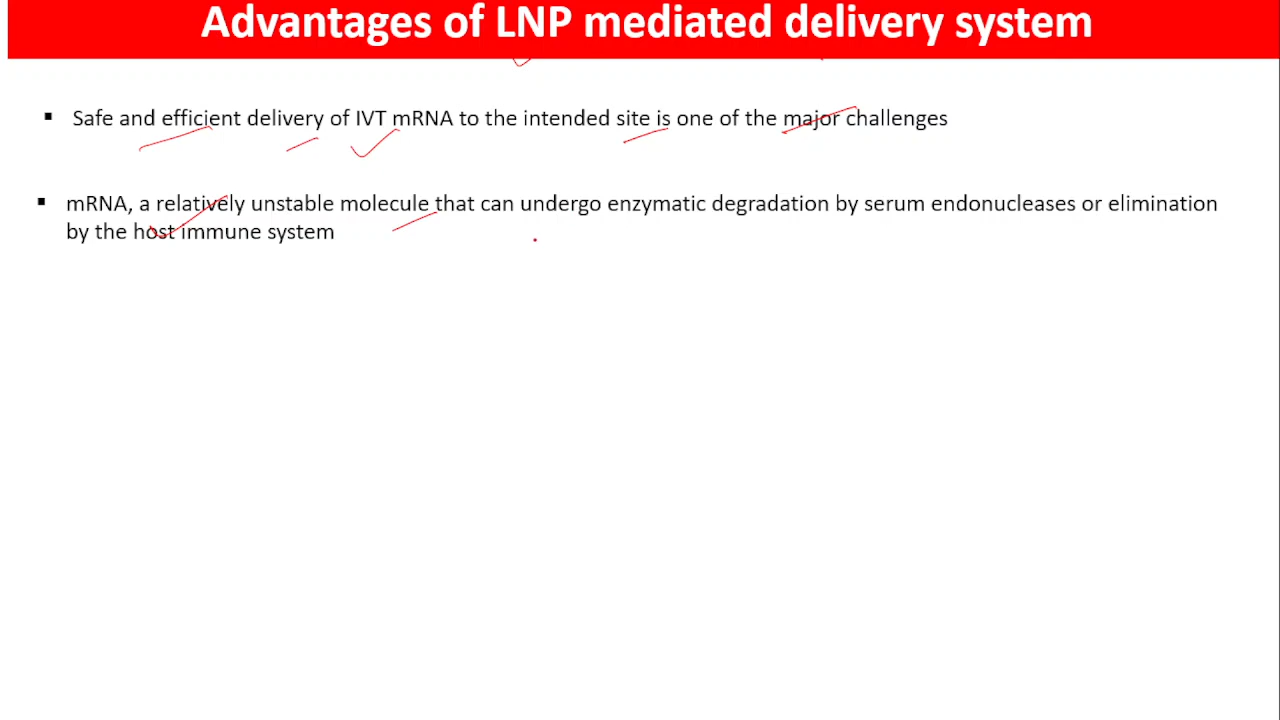 Advantages of LNP mediated delivery system
▪ Safe and efficient delivery of IVT mRNA to the intended site is one of the major challenges
▪ mRNA, a relatively unstable molecule that can undergo enzymatic degradation by serum endonucleases or elimination
by the host immune system